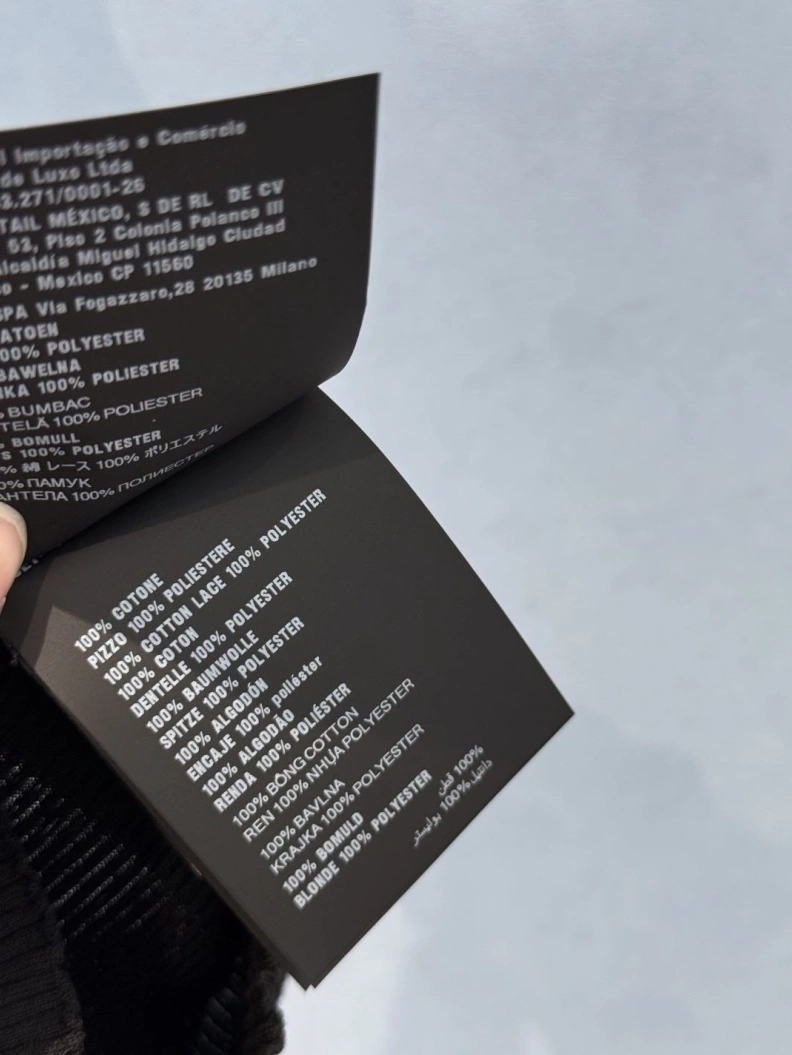 Importação e Comércio
de Luxo Ltda
3.271/0001-26
TAIL MÉXICO, S DE RL DE CV
53, Piso 2 Colonia Polanco III
lcaldía Miguel Hidalgo Ciudad
o - Mexico CP 11560
SPA Via Fogazzaro,28 20135 Milano
ATOEN
00% POLYESTER
BAWELNA
KA 100% POLIESTER
% BUMBAC
TELĂ 100% POLIESTER
% BOMULL
S 100% POLYESTER
% 綿 レース 100% ポリエステル
0% ПАМУК
АНТЕЛА 100% ПОЛИЕСТЕР
100% COTONE
PIZZO 100% POLIESTERE
100% COTTON LACE 100% POLYESTER
100% COTON
DENTELLE 100% POLYESTER
100% BAUMWOLLE
SPITZE 100% POLYESTER
100% ALGODÓN
ENCAJE 100% poliéster
100% ALGODÃO
RENDA 100% POLIÉSTER
100% BÔNG COTTON
REN 100% NHỰA POLYESTER
100% BAVLNA
KRAJKA 100% POLYESTER
100% BOMULD
BLONDE 100% POLYESTER
100% قطن
دانتيل 100% بوليستر